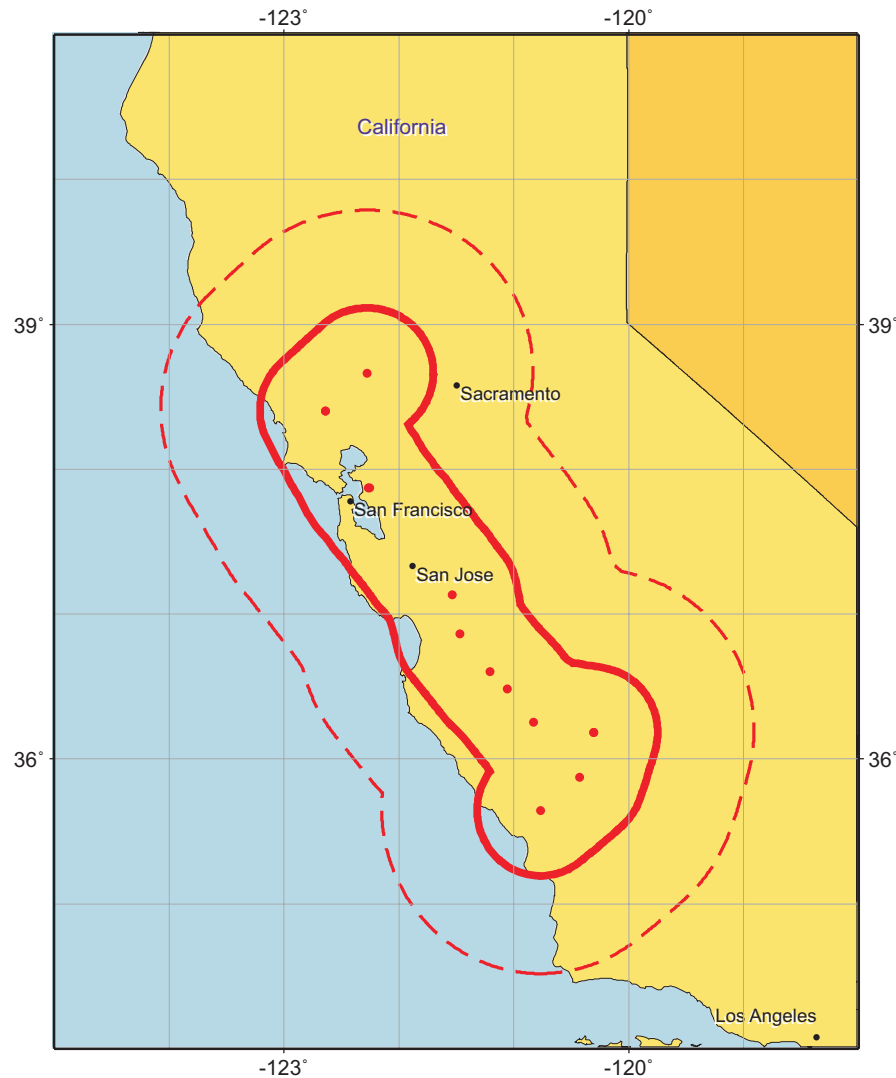 -123° -120°
California
39° 39°
Sacramento
San Francisco
San Jose
36° 36°
Los Angeles
-123° -120°